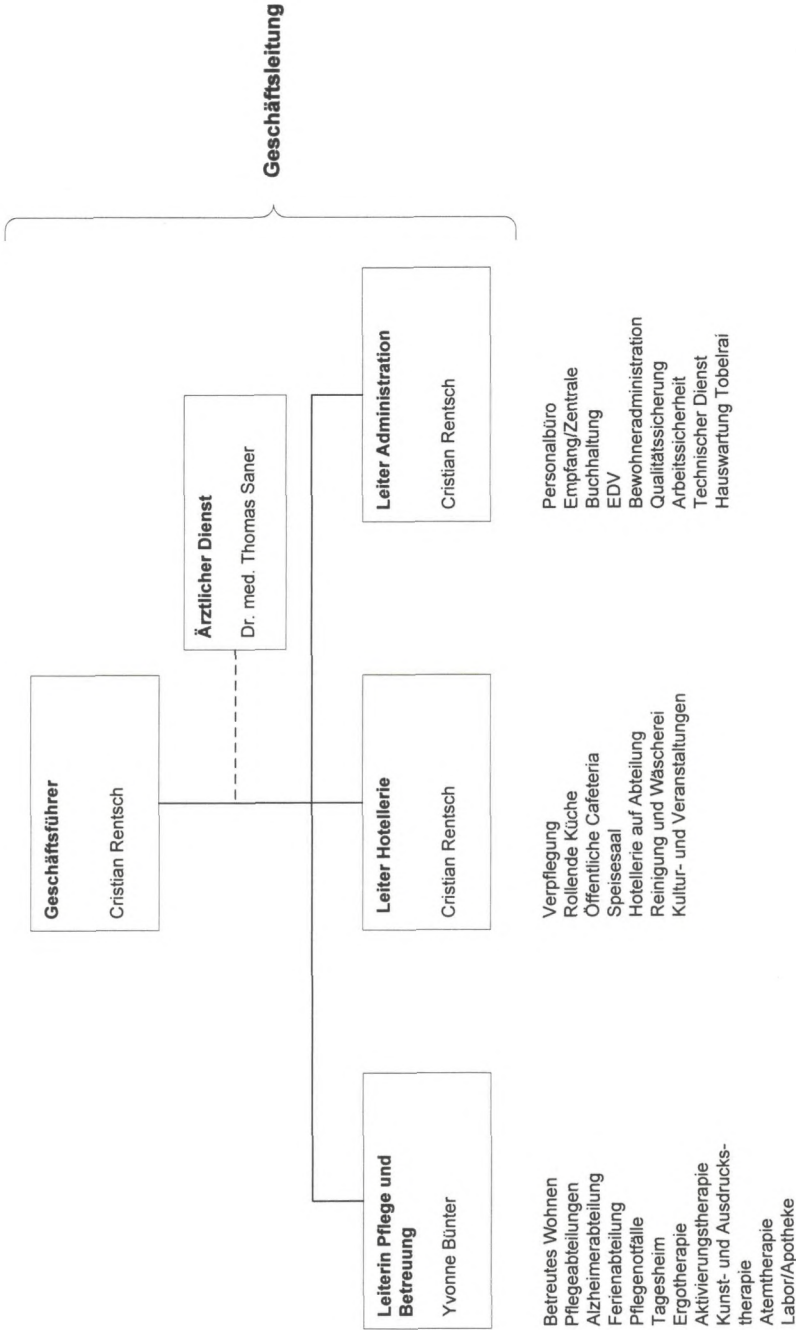 Geschäftsleitung
Geschäftsführer
Cristian Rentsch
Ärztlicher Dienst
Dr. med. Thomas Saner
Leiterin Pflege und
Betreuung
Yvonne Bünter
Leiter Hotellerie
Cristian Rentsch
Leiter Administration
Cristian Rentsch
Betreutes Wohnen
Pflegeabteilungen
Alzheimerabteilung
Ferienabteilung
Pflegenotfälle
Tagesheim
Ergotherapie
Aktivierungstherapie
Kunst- und Ausdrucks-
therapie
Atemtherapie
Labor/Apotheke
Verpflegung
Rollende Küche
Öffentliche Cafeteria
Speisesaal
Hotellerie auf Abteilung
Reinigung und Wäscherei
Kultur- und Veranstaltungen
Personalbüro
Empfang/Zentrale
Buchhaltung
EDV
Bewohneradministration
Qualitätssicherung
Arbeitssicherheit
Technischer Dienst
Hauswartung Tobelrai